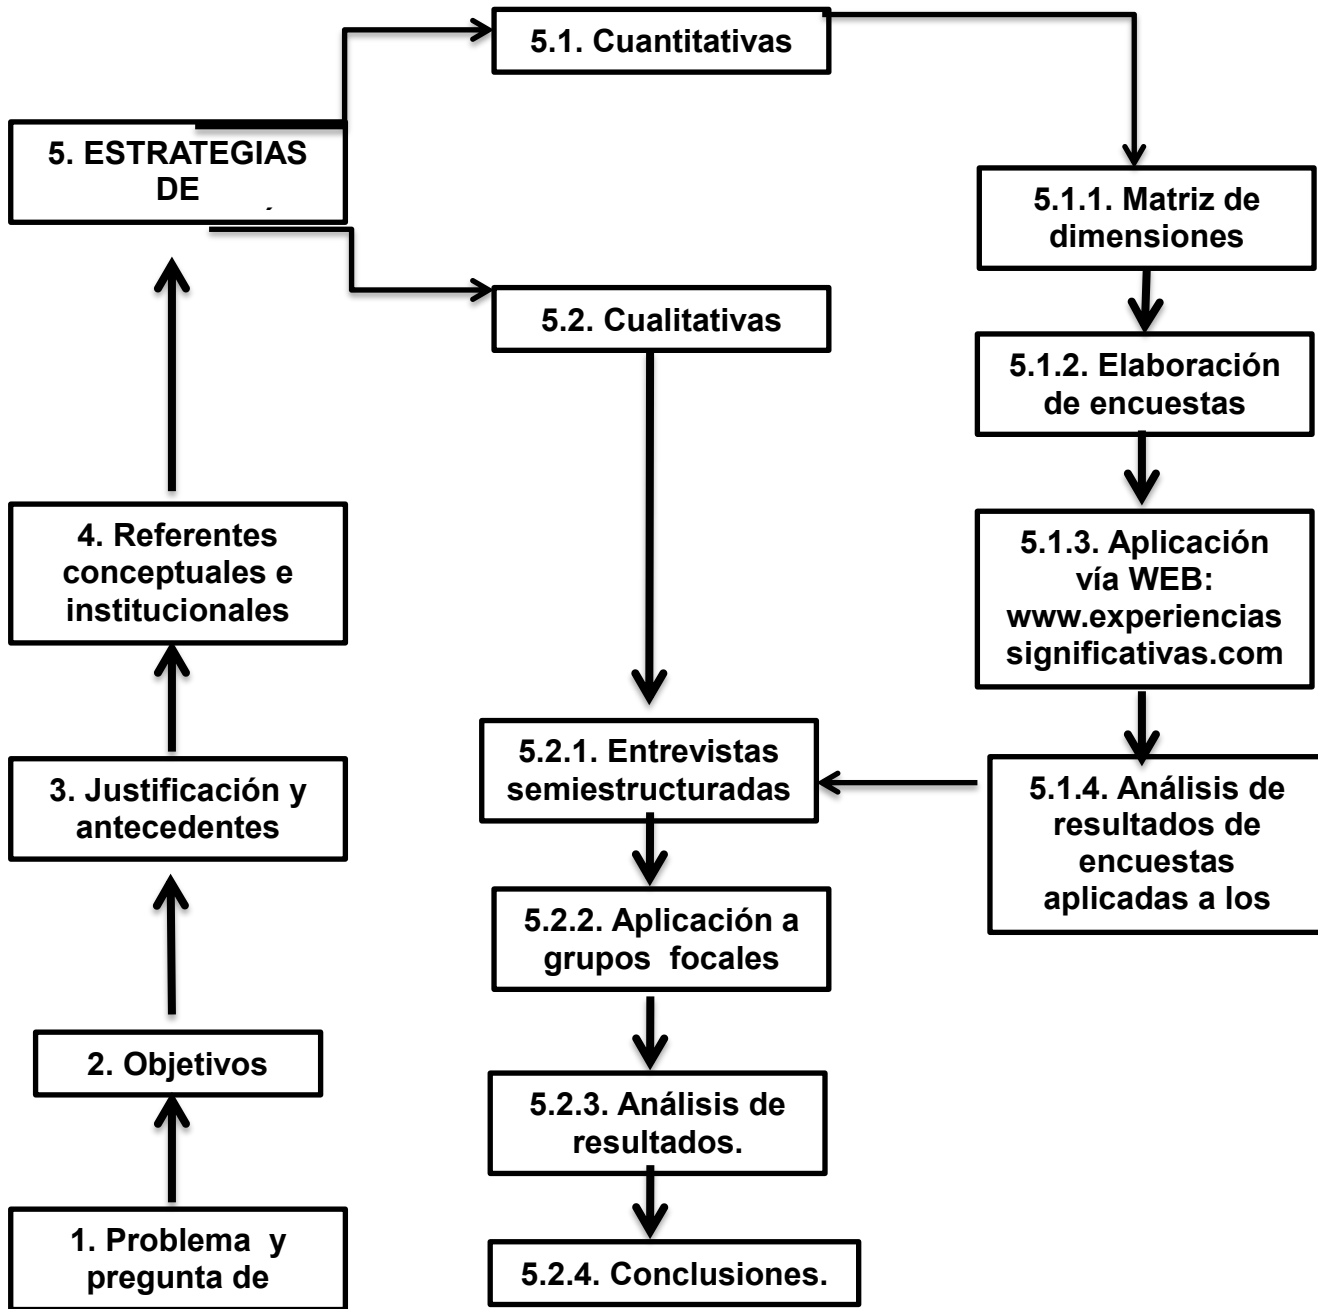 5.1. Cuantitativas
5. ESTRATEGIAS
DE
5.1.1. Matriz de
dimensiones
5.2. Cualitativas
5.1.2. Elaboración
de encuestas
4. Referentes
conceptuales e
institucionales
5.1.3. Aplicación
vía WEB:
www.experiencias
significativas.com
5.2.1. Entrevistas
semiestructuradas
3. Justificación y
antecedentes
5.1.4. Análisis de
resultados de
encuestas
aplicadas a los
5.2.2. Aplicación a
grupos focales
2. Objetivos
5.2.3. Análisis de
resultados.
1. Problema y
pregunta de
5.2.4. Conclusiones.